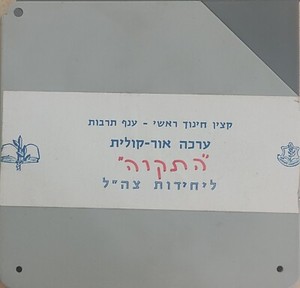 קצין חינוך ראשי - ענף תרבות
ערכה אור-קולית
"התקוה"
ליחידות צה"ל